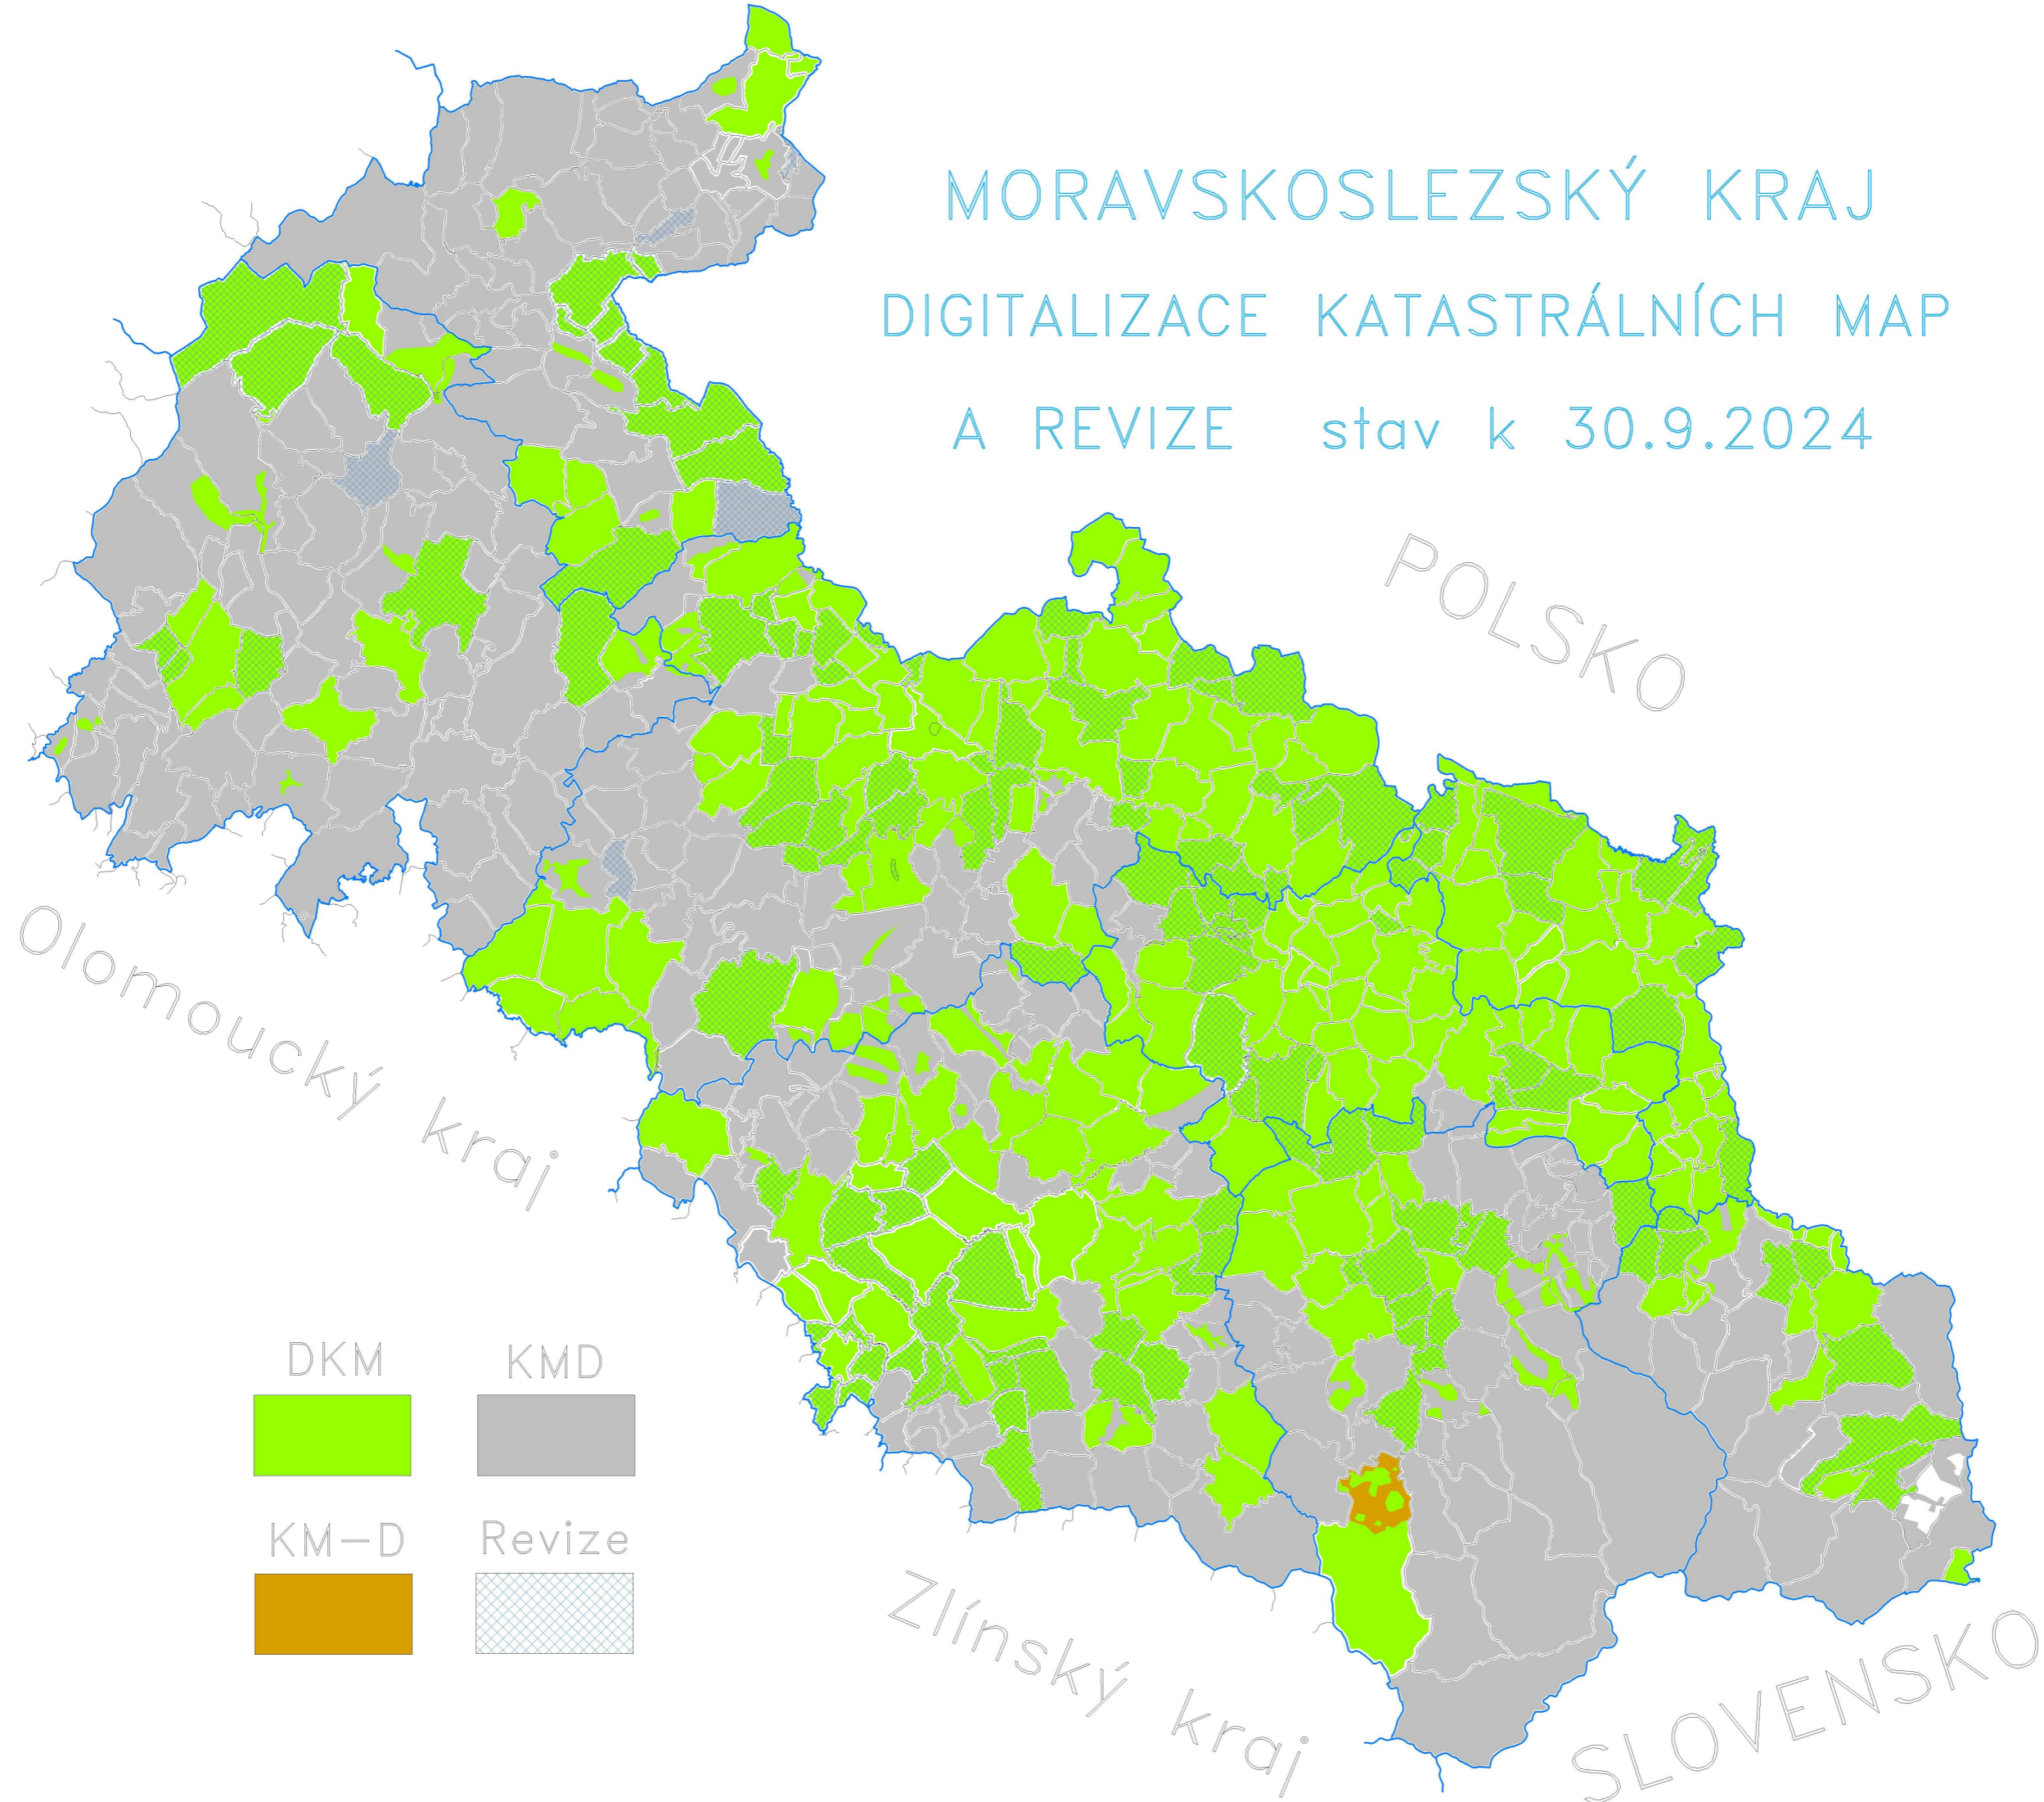 MORAVSKOSLEZSKÝ KRAJ
DIGITALIZACE KATASTRÁLNÍCH MAP
A REVIZE stav k 30.9.2024
POLSKO
Olomoucký kraj
DKM KMD
KM-D Revize
Zlínský kraj
SLOVENSKO